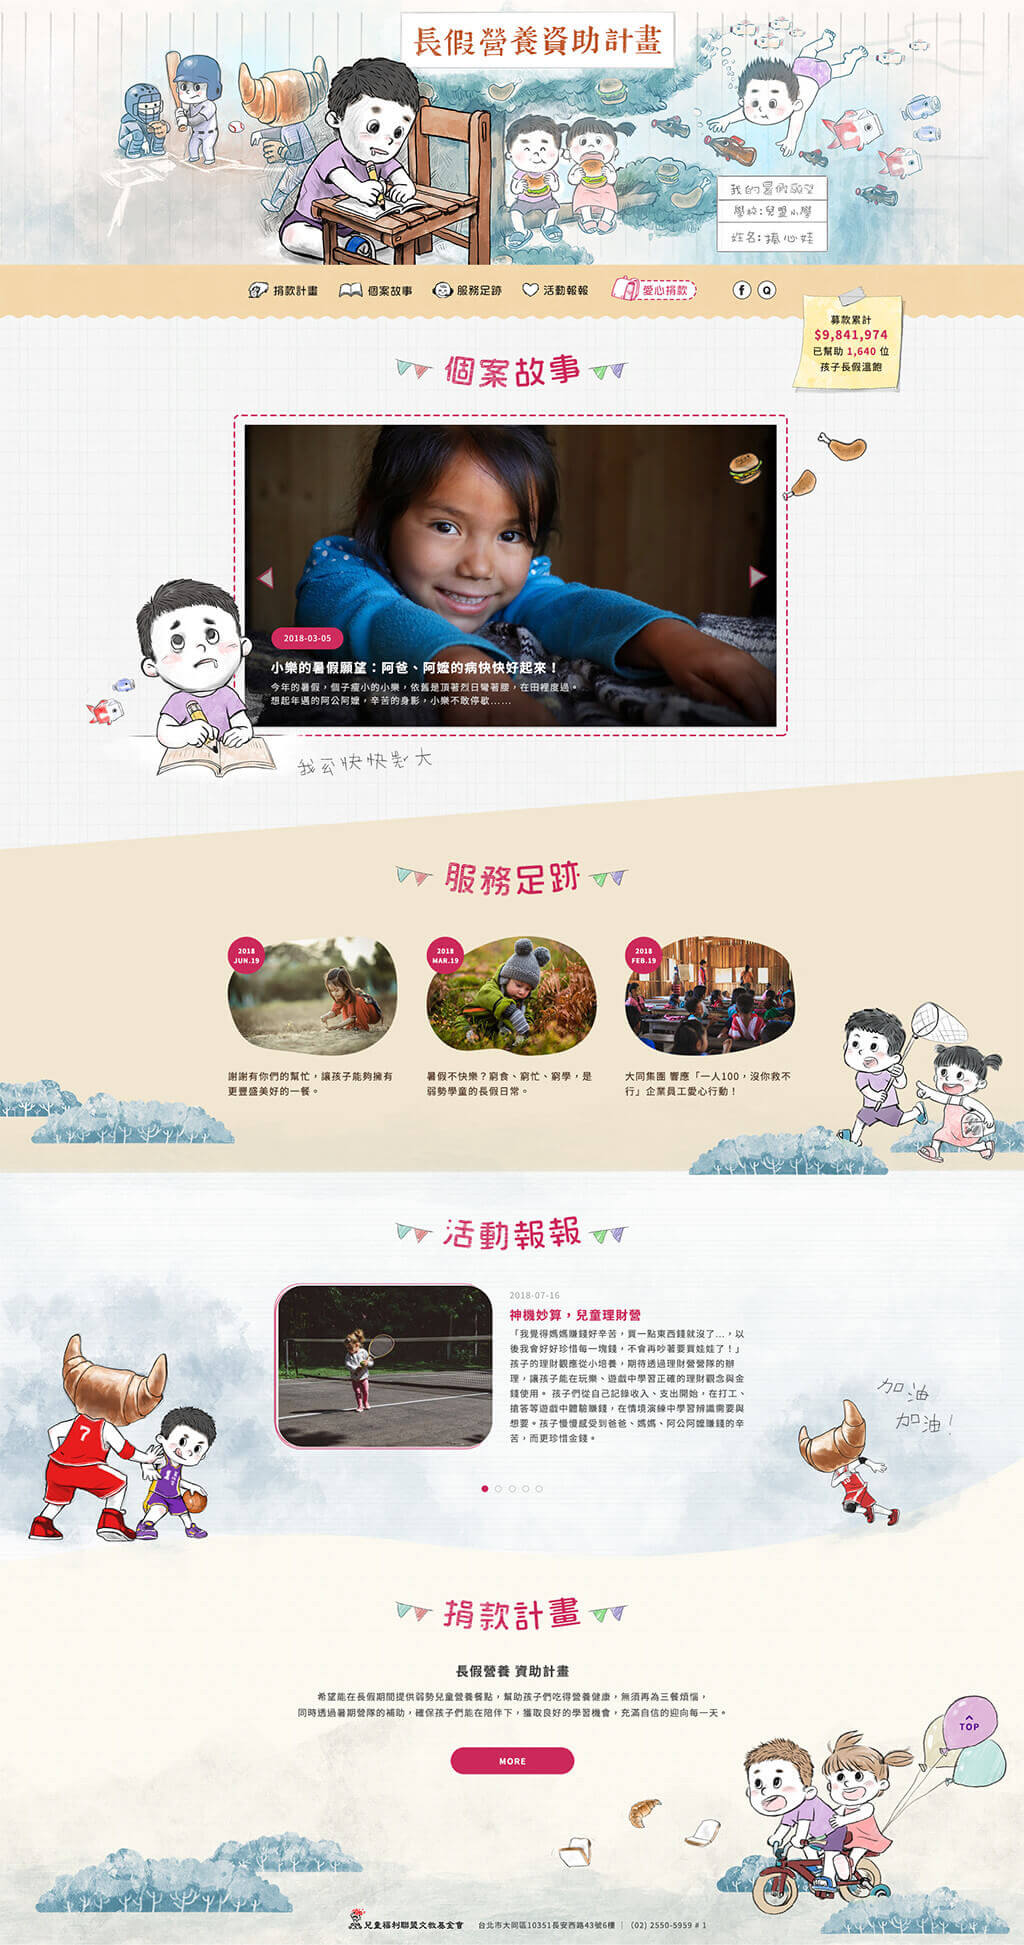 長假營養資助計畫
我的暑假願望
學校：兒盟小學
姓名：捲心娃
捐款計畫
個案故事
服務足跡
活動報報
愛心捐款
f
募款累計
$9,841,974
已幫助 1,640 位
孩子長假溫飽
個案故事
2018-03-05
小樂的暑假願望：阿爸、阿嬤的病快快好起來！
今年的暑假，個子瘦小的小樂，依舊是頂著烈日彎著腰，在田裡度過。
想起年邁的阿公阿嬤，辛苦的身影，小樂不敢停歇……
我要快快長大
服務足跡
2018
JUN.19
2018
MAR.19
2018
FEB.19
謝謝有你們的幫忙，讓孩子能夠擁有
更豐盛美好的一餐。
暑假不快樂？窮食、窮忙、窮學，是
弱勢學童的長假日常。
大同集團 響應「一人100，沒你救不
行」企業員工愛心行動！
活動報報
2018-07-16
神機妙算，兒童理財營
「我覺得媽媽賺錢好辛苦，買一點東西錢就沒了...，以
後我會好好珍惜每一塊錢，不會再吵著要買娃娃了！」
孩子的理財觀應從小培養，期待透過理財營營隊的辦
理，讓孩子能在玩樂、遊戲中學習正確的理財觀念與金
錢使用。 孩子們從自己記錄收入、支出開始，在打工、
搶答等遊戲中體驗賺錢，在情境演練中學習辨識需要與
想要。孩子慢慢感受到爸爸、媽媽、阿公阿嬤賺錢的辛
苦，而更珍惜金錢。
7
加油
加油！
捐款計畫
長假營養 資助計畫
希望能在長假期間提供弱勢兒童營養餐點，幫助孩子們吃得營養健康，無須再為三餐煩惱，
同時透過暑期營隊的補助，確保孩子們能在陪伴下，獲取良好的學習機會，充滿自信的迎向每一天。
MORE
TOP
兒童福利聯盟文教基金會
台北市大同區10351長安西路43號6樓 | (02) 2550-5959 # 1